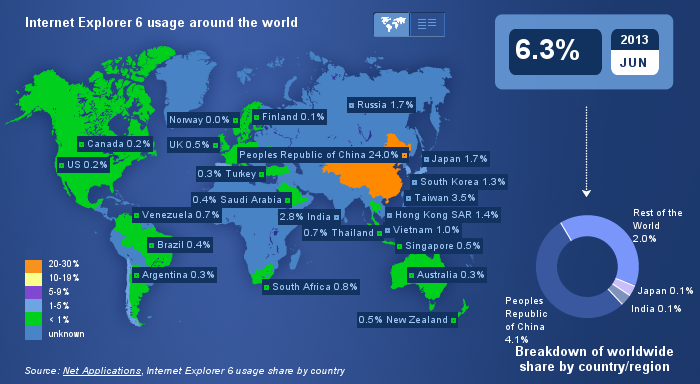 Internet Explorer 6 usage around the world
6.3%
2013
JUN
Russia 1.7%
Norway 0.0%
Finland 0.1%
Canada 0.2%
UK 0.5%
Peoples Republic of China 24.0%
Japan 1.7%
US 0.2%
0.3% Turkey
South Korea 1.3%
0.4% Saudi Arabia
Taiwan 3.5%
Venezuela 0.7%
2.8% India
Hong Kong SAR 1.4%
0.7% Thailand
Vietnam 1.0%
Brazil 0.4%
Singapore 0.5%
Argentina 0.3%
Australia 0.3%
South Africa 0.8%
0.5% New Zealand
20-30%
10-19%
5-9%
1-5%
< 1%
unknown
Rest of the
World
2.0%
Japan 0.1%
India 0.1%
Peoples
Republic
of China
4.1%
Breakdown of worldwide
share by country/region
Source: Net Applications, Internet Explorer 6 usage share by country